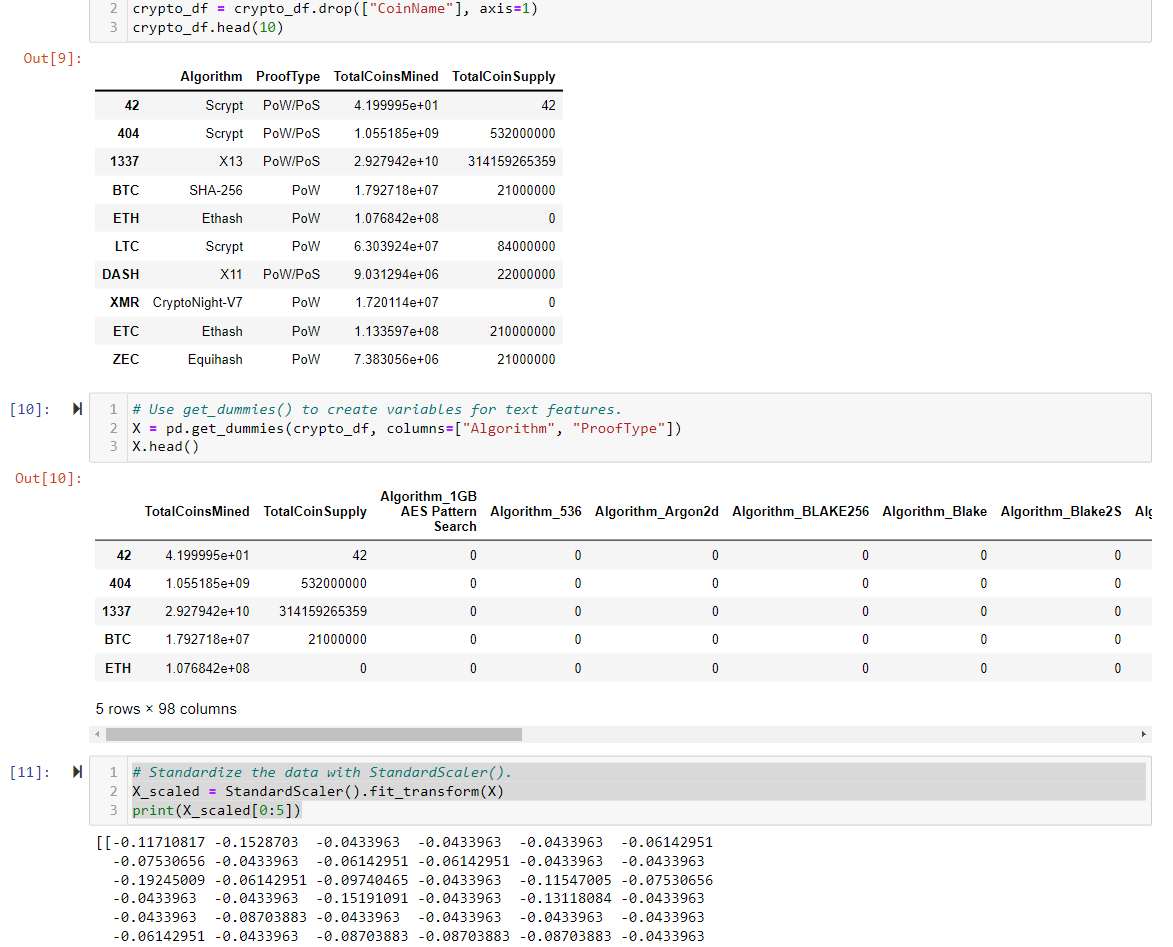 2 crypto_df = crypto_df.drop(["CoinName"], axis=1)
3 crypto_df.head(10)
Out[9]:
Algorithm ProofType TotalCoinsMined TotalCoinSupply
42 Scrypt PoW/PoS 4.199995e+01 42
404 Scrypt PoW/PoS 1.055185e+09 532000000
1337 X13 PoW/PoS 2.927942e+10 314159265359
BTC SHA-256 PoW 1.792718e+07 21000000
ETH Ethash PoW 1.076842e+08 0
LTC Scrypt PoW 6.303924e+07 84000000
DASH X11 PoW/PoS 9.031294e+06 22000000
XMR CryptoNight-V7 PoW 1.720114e+07 0
ETC Ethash PoW 1.133597e+08 210000000
ZEC Equihash PoW 7.383056e+06 21000000
[10]: 1 # Use get_dummies() to create variables for text features.
2 X = pd.get_dummies(crypto_df, columns=["Algorithm", "ProofType"])
3 X.head()
Out[10]:
Algorithm_1GB
TotalCoinsMined TotalCoinSupply AES Pattern Algorithm_536 Algorithm_Argon2d Algorithm_BLAKE256 Algorithm_Blake Algorithm_Blake2S Alg
Search
42 4.199995e+01 42 0 0 0 0 0 0
404 1.055185e+09 532000000 0 0 0 0 0 0
1337 2.927942e+10 314159265359 0 0 0 0 0 0
BTC 1.792718e+07 21000000 0 0 0 0 0 0
ETH 1.076842e+08 0 0 0 0 0 0 0
5 rows × 98 columns
[11]: 1 # Standardize the data with StandardScaler().
2 X_scaled = StandardScaler().fit_transform(X)
3 print(X_scaled[0:5])
[[-0.11710817 -0.1528703 -0.0433963 -0.0433963 -0.0433963 -0.06142951
-0.07530656 -0.0433963 -0.06142951 -0.06142951 -0.0433963 -0.0433963
-0.19245009 -0.06142951 -0.09740465 -0.0433963 -0.11547005 -0.07530656
-0.0433963 -0.0433963 -0.15191091 -0.0433963 -0.13118084 -0.0433963
-0.0433963 -0.08703883 -0.0433963 -0.0433963 -0.0433963 -0.0433963
-0.06142951 -0.0433963 -0.08703883 -0.08703883 -0.08703883 -0.0433963